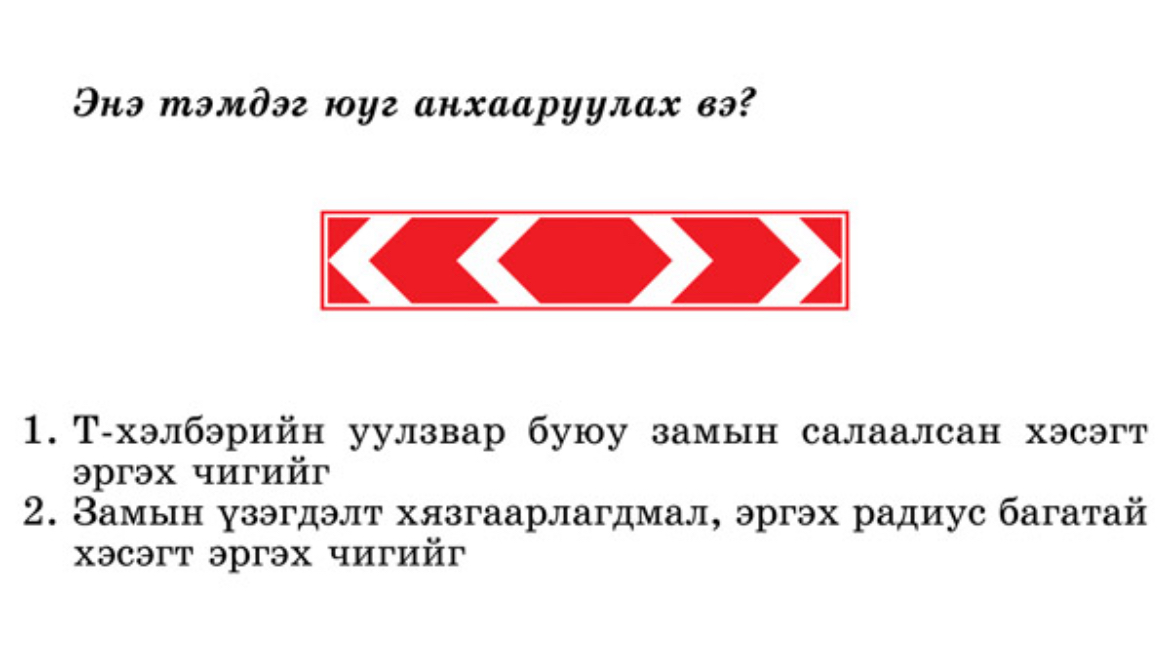 Энэ тэмдэг юуг анхааруулах вэ?
1. Т-хэлбэрийн уулзвар буюу замын салаалсан хэсэгт
эргэх чигийг
2. Замын үзэгдэлт хязгаарлагдмал, эргэх радиус багатай
хэсэгт эргэх чигийг